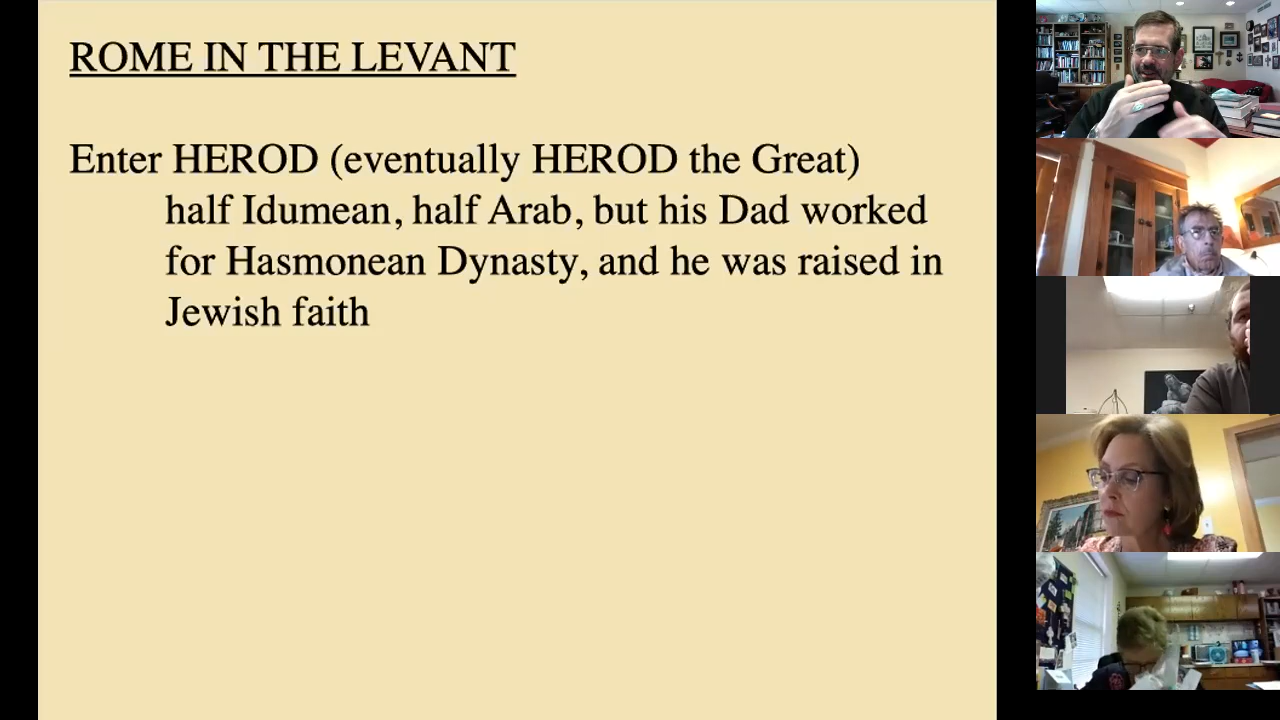 ROME IN THE LEVANT
Enter HEROD (eventually HEROD the Great)
half Idumean, half Arab, but his Dad worked
for Hasmonean Dynasty, and he was raised in
Jewish faith